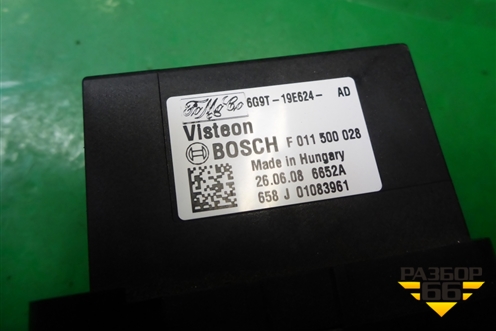 6G9T-19E624- AD
Visteon
BOSCH F 011 500 028
Made in Hungary
26.06.08 6652A
658 J 01083961
РАЗБОР
66